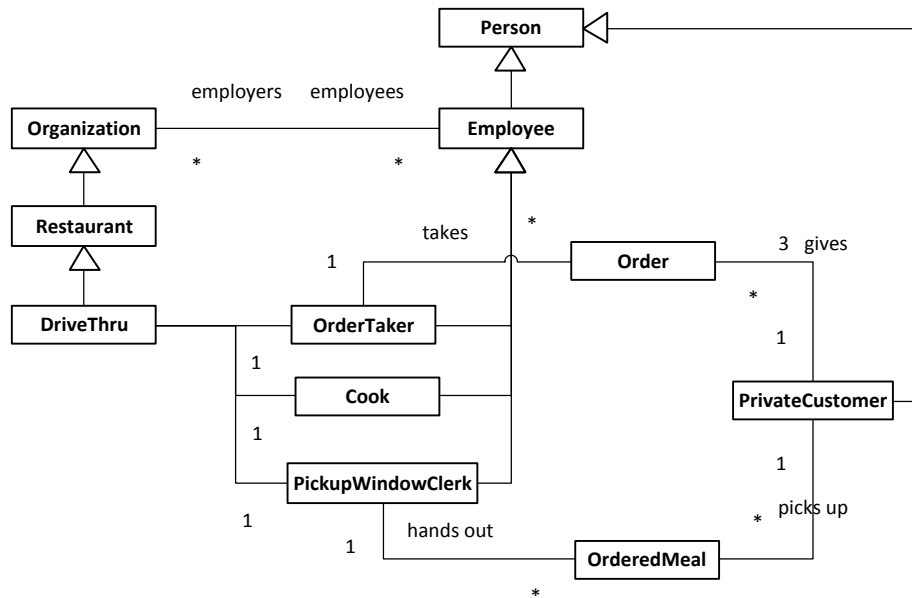 Person
employers employees
Organization
Employee
* *
Restaurant
*
takes
3 gives
1
Order
*
DriveThru
OrderTaker
1
1
Cook
PrivateCustomer
1
1
PickupWindowClerk
picks up
1
*
hands out
1
OrderedMeal
*